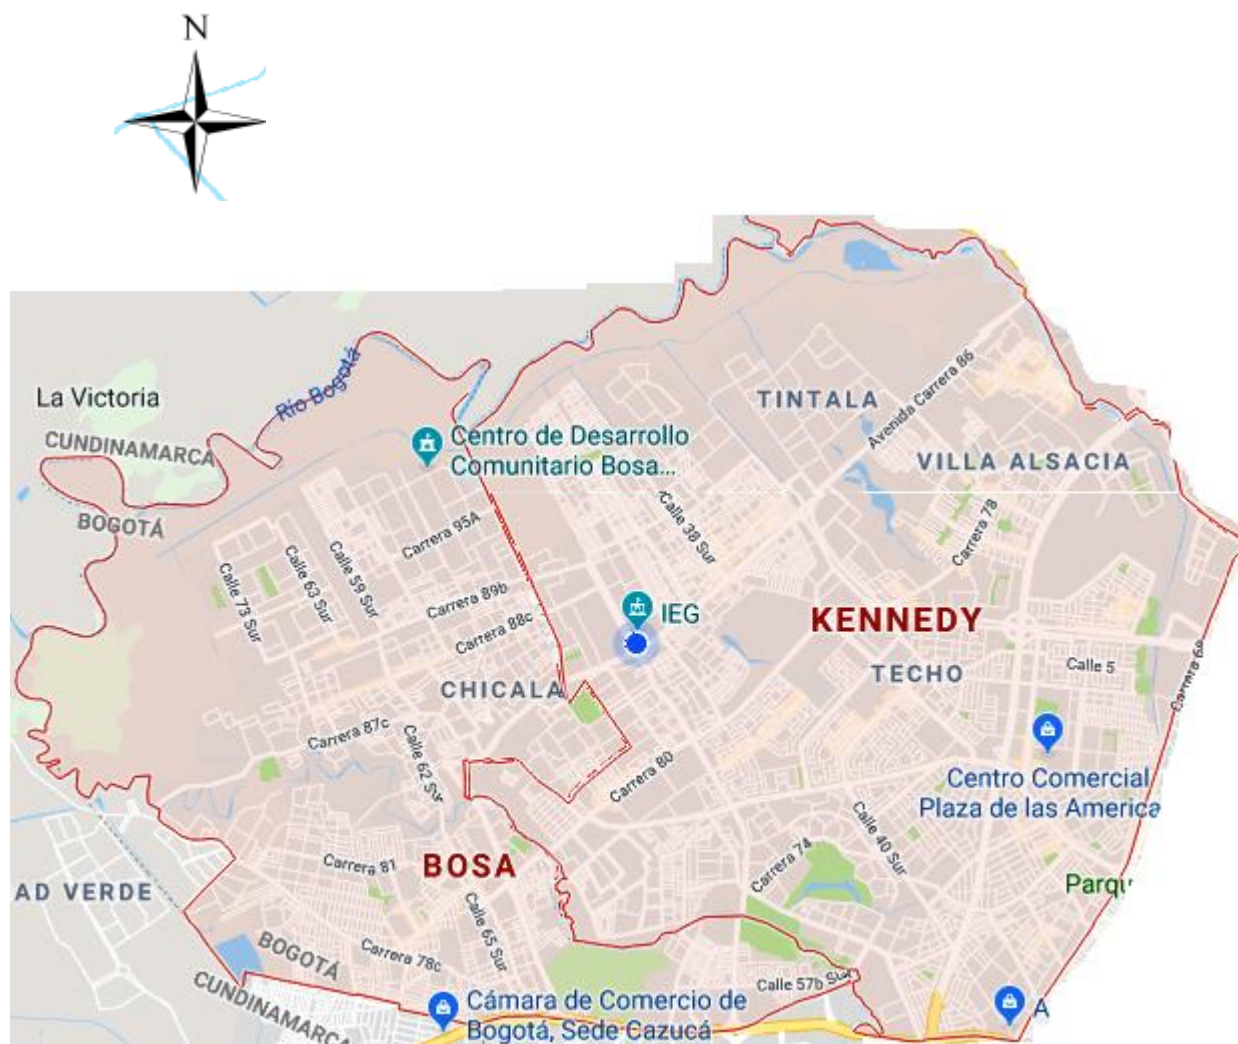 N
Río Bogotá
La Victoria
CUNDINAMARCA
BOGOTÁ
TINTALA
Avenida Carrera 86
Centro de Desarrollo
Comunitario Bosa...
VILLA ALSACIA
Calle 38 Sur
Carrera 78
Carrera 95A
Calle 59 Sur
Calle 63 Sur
Calle 73 Sur
Carrera 89b
Carrera 88c
IEG
KENNEDY
Calle 5
TECHO
Carrera 68
CHICALA
Carrera 87c
Calle 62 Sur
Carrera 80
Centro Comercial
Plaza de las America
Calle 40 Sur
Carrera 74
BOSA
Carrera 81
AD VERDE
Parqu
Calle 65 Sur
BOGOTÁ
Carrera 78c
CUNDINAMARCA
Calle 57b Sur
Cámara de Comercio de
Bogotá, Sede Cazucá
A